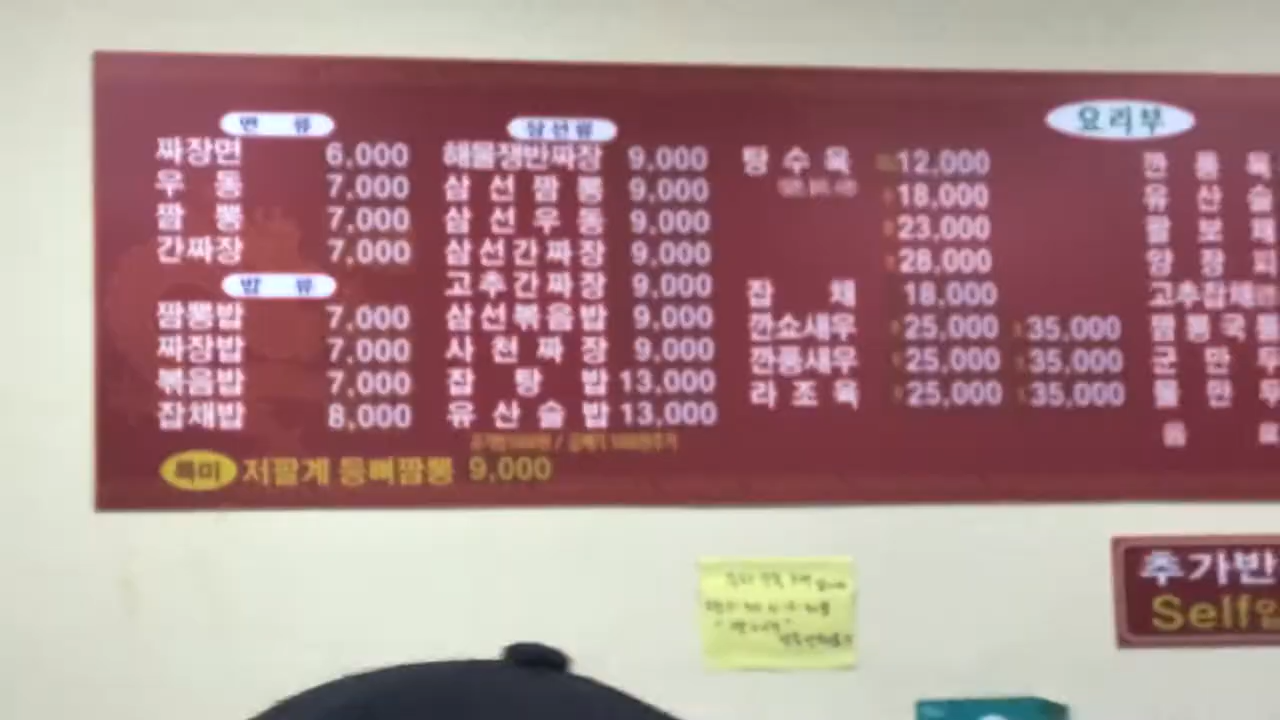 면 류
짜장면 6,000
우 동 7,000
짬 뽕 7,000
간짜장 7,000
밥 류
짬뽕밥 7,000
짜장밥 7,000
볶음밥 7,000
잡채밥 8,000
삼선류
해물쟁반짜장 9,000
삼 선 짬 뽕 9,000
삼 선 우 동 9,000
삼선간짜장 9,000
고추간짜장 9,000
삼선볶음밥 9,000
사 천 짜 장 9,000
잡 탕 밥 13,000
유 산 슬 밥 13,000
특미 저팔계 등뼈짬뽕 9,000
요리부
탕 수 육 12,000
18,000
23,000
28,000
잡 채 18,000
깐쇼새우 25,000 35,000
깐풍새우 25,000 35,000
라 조 육 25,000 35,000
깐 풍 육
유 산 슬
팔 보 채
양 장 피
고추잡채
짬 뽕 국 물
군 만 두
물 만 두
추가반
Self